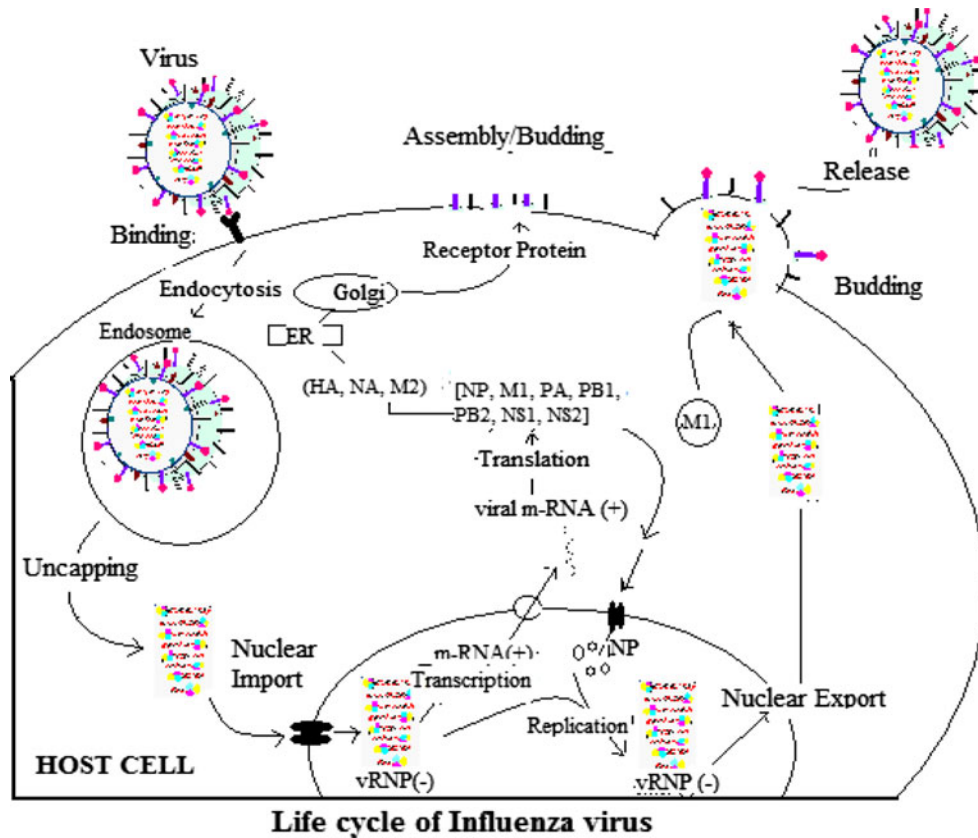 Virus
Assembly/Budding
Release
Binding:
Receptor Protein
Budding
Endocytosis
Golgi
Endosome
ER
(HA, NA, M2)
[NP, M1, PA, PB1,
PB2, NS1, NS2]
M1
Translation
viral m-RNA (+)
Uncapping
Nuclear
Import
m-RNA(+)
Transcription
NP
Replication
Nuclear Export
vRNP(-)
vRNP (-)
HOST CELL
Life cycle of Influenza virus